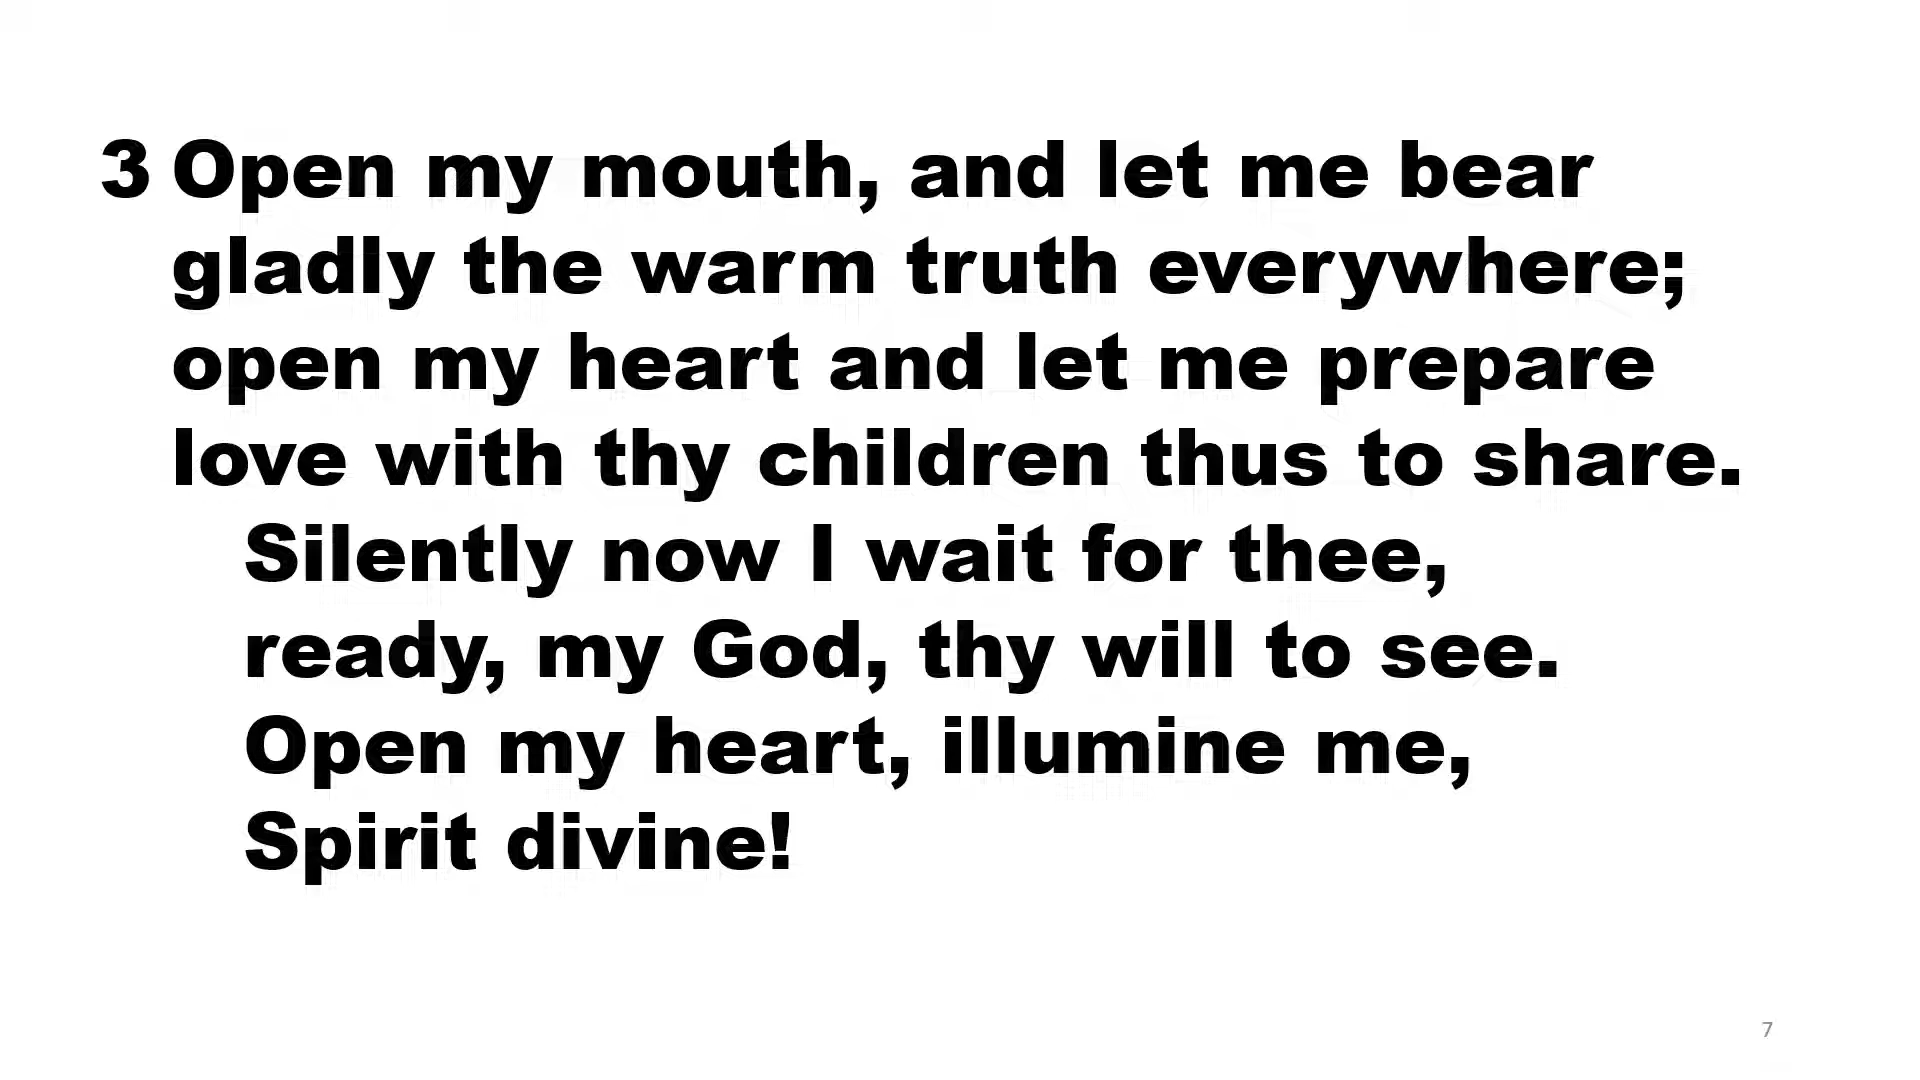 3 Open my mouth, and let me bear
gladly the warm truth everywhere;
open my heart and let me prepare
love with thy children thus to share.
Silently now I wait for thee,
ready, my God, thy will to see.
Open my heart, illumine me,
Spirit divine!
7